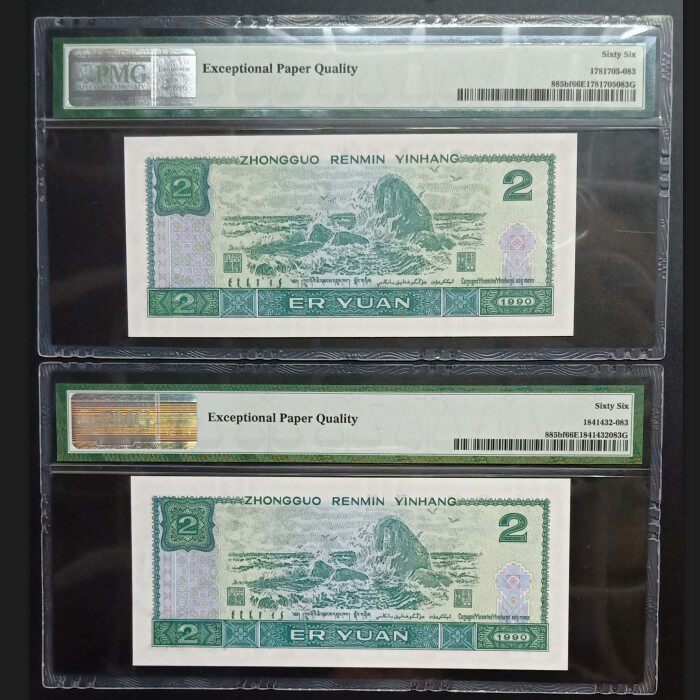 PMG
Exceptional Paper Quality
Sixty Six
1781705-083
885bf66E1781705083G
ZHONGGUO RENMIN YINHANG
2
2
2
ER YUAN
1990
PMG
Exceptional Paper Quality
Sixty Six
1841432-083
885bf66E1841432083G
ZHONGGUO RENMIN YINHANG
2
2
2
ER YUAN
1990